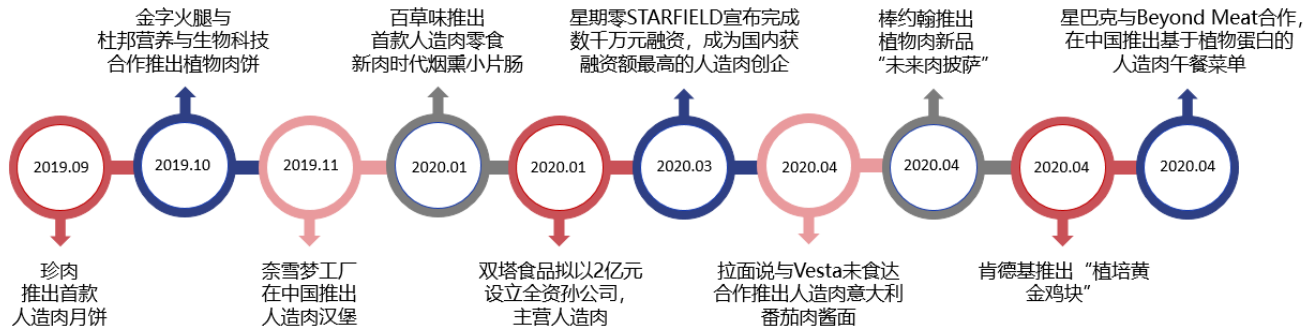 金字火腿与
杜邦营养与生物科技
合作推出植物肉饼
百草味推出
首款人造肉零食
新肉时代烟熏小片肠
星期零STARFIELD宣布完成
数千万元融资，成为国内获
融资额最高的人造肉创企
棒约翰推出
植物肉新品
“未来肉披萨”
星巴克与Beyond Meat合作，
在中国推出基于植物蛋白的
人造肉午餐菜单
2019.09
2019.10
2019.11
2020.01
2020.01
2020.03
2020.04
2020.04
2020.04
2020.04
珍肉
推出首款
人造肉月饼
奈雪梦工厂
在中国推出
人造肉汉堡
双塔食品拟以2亿元
设立全资孙公司，
主营人造肉
拉面说与Vesta未食达
合作推出人造肉意大利
番茄肉酱面
肯德基推出“植培黄
金鸡块”